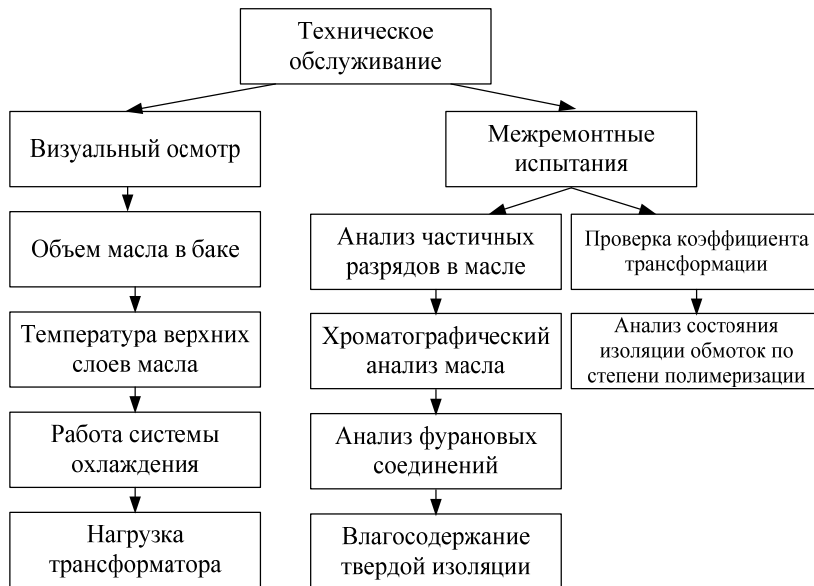 Техническое
обслуживание
Визуальный осмотр
Межремонтные
испытания
Объем масла в баке
Анализ частичных
разрядов в масле
Проверка коэффициента
трансформации
Температура верхних
слоев масла
Хроматографический
анализ масла
Анализ состояния
изоляции обмоток по
степени полимеризации
Работа системы
охлаждения
Анализ фурановых
соединений
Нагрузка
трансформатора
Влагосодержание
твердой изоляции